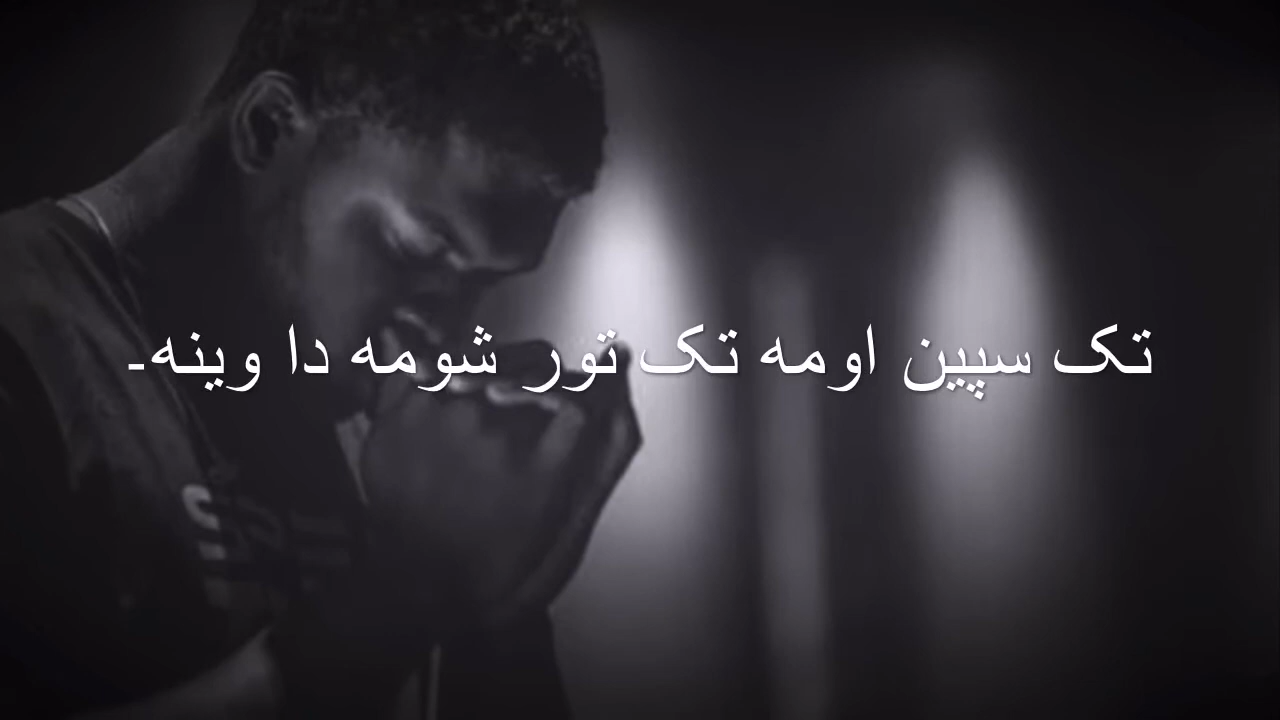 تک سپین اومه تک تور شومه دا وینه۔